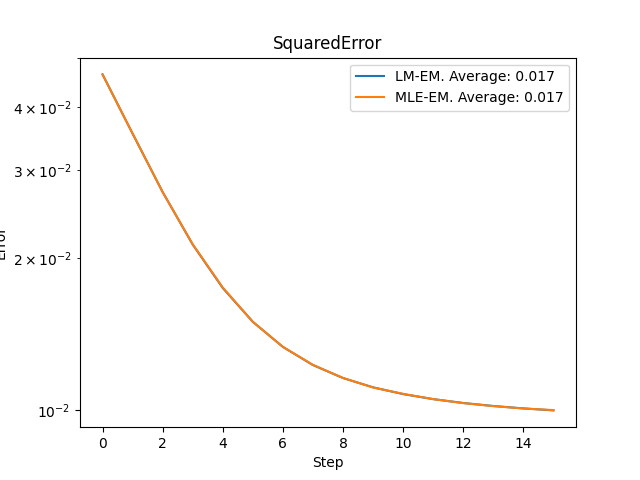 SquaredError
LM-EM. Average: 0.017
MLE-EM. Average: 0.017
4 × 10⁻²
3 × 10⁻²
2 × 10⁻²
10⁻²
Error
0 2 4 6 8 10 12 14
Step